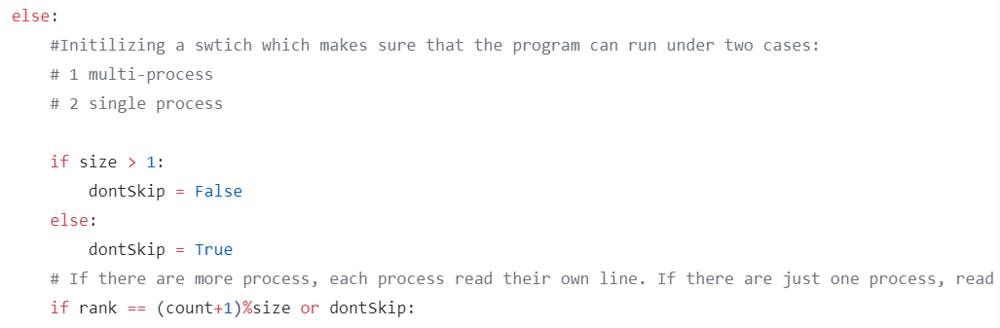 else:
#Initilizing a swtich which makes sure that the program can run under two cases:
# 1 multi-process
# 2 single process
if size > 1:
dontSkip = False
else:
dontSkip = True
# If there are more process, each process read their own line. If there are just one process, read
if rank == (count+1)%size or dontSkip: